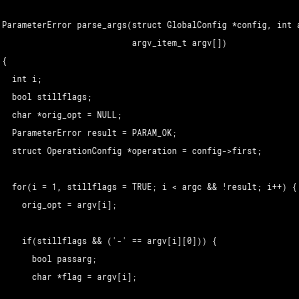 ParameterError parse_args(struct GlobalConfig *config, int
argv_item_t argv[])
{
int i;
bool stillflags;
char *orig_opt = NULL;
ParameterError result = PARAM_OK;
struct OperationConfig *operation = config->first;
for(i = 1, stillflags = TRUE; i < argc && !result; i++) {
orig_opt = argv[i];
if(stillflags && ('-' == argv[i][0])) {
bool passarg;
char *flag = argv[i];